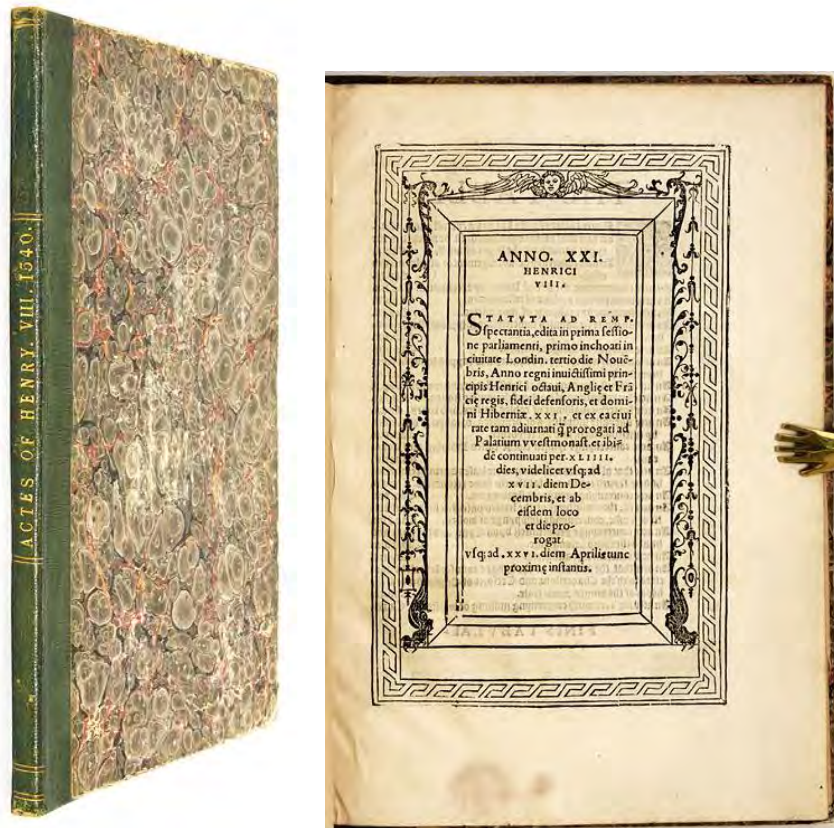 ACTES OF HENRY. VIII. 1540.
ANNO. XXI.
HENRICI
VIII.
STATVTA AD REMP.
spectantia, edita in prima sessio-
ne parliamenti, primo inchoati in
ciuitate Londin. tertio die Nouē-
bris, Anno regni inuictissimi prin-
cipis Henrici octaui, Anglię et Frā
cię regis, fidei defensoris, et domi-
ni Hiberniæ. XXI., et ex ea ciui
tate tam adiurnati q̃ prorogati ad
Palatium vvestmonast. et ibi-
dē continuati per. XLIIII.
dies, videlicet vsq; ad
XVII. diem De-
cembris, et ab
eisdem loco
et die pro-
rogat
vsq; ad. XXVI. diem Aprilis tunc
proximę instantis.
FINIS TABVLAE